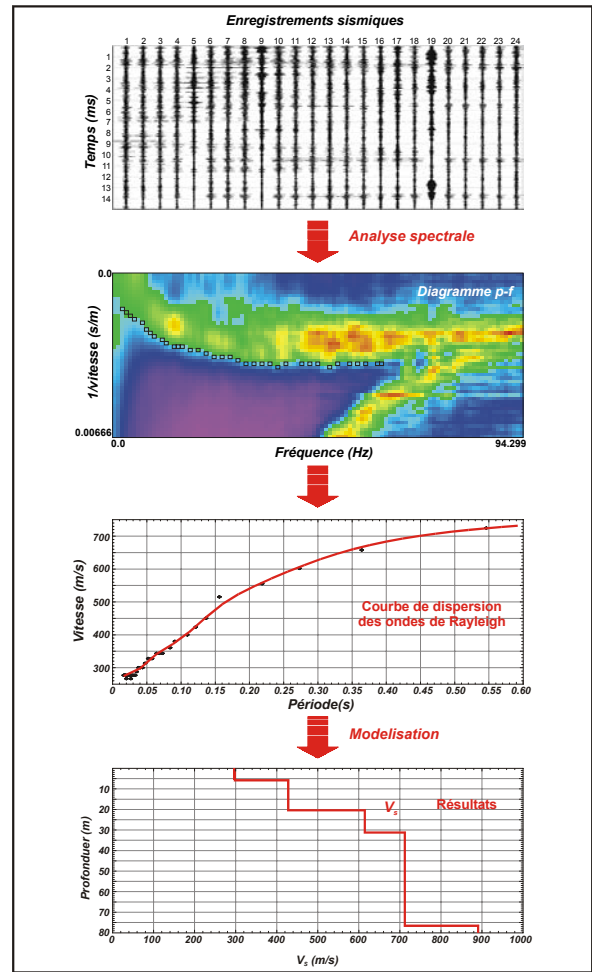 Enregistrements sismiques
1 2 3 4 5 6 7 8 9 10 11 12 13 14 15 16 17 18 19 20 21 22 23 24
Temps (ms)
1
2
3
4
5
6
7
8
9
10
11
12
13
14
Analyse spectrale
Diagramme p-f
1/vitesse (s/m)
0.0
0.00666
0.0
94.299
Fréquence (Hz)
Vitesse (m/s)
700
600
500
400
300
Courbe de dispersion
des ondes de Rayleigh
0 0.05 0.10 0.15 0.20 0.25 0.30 0.35 0.40 0.45 0.50 0.55 0.60
Période(s)
Modelisation
Profonduer (m)
10
20
30
40
50
60
70
80
Vs
Résultats
0 100 200 300 400 500 600 700 800 900 1000
Vs (m/s)